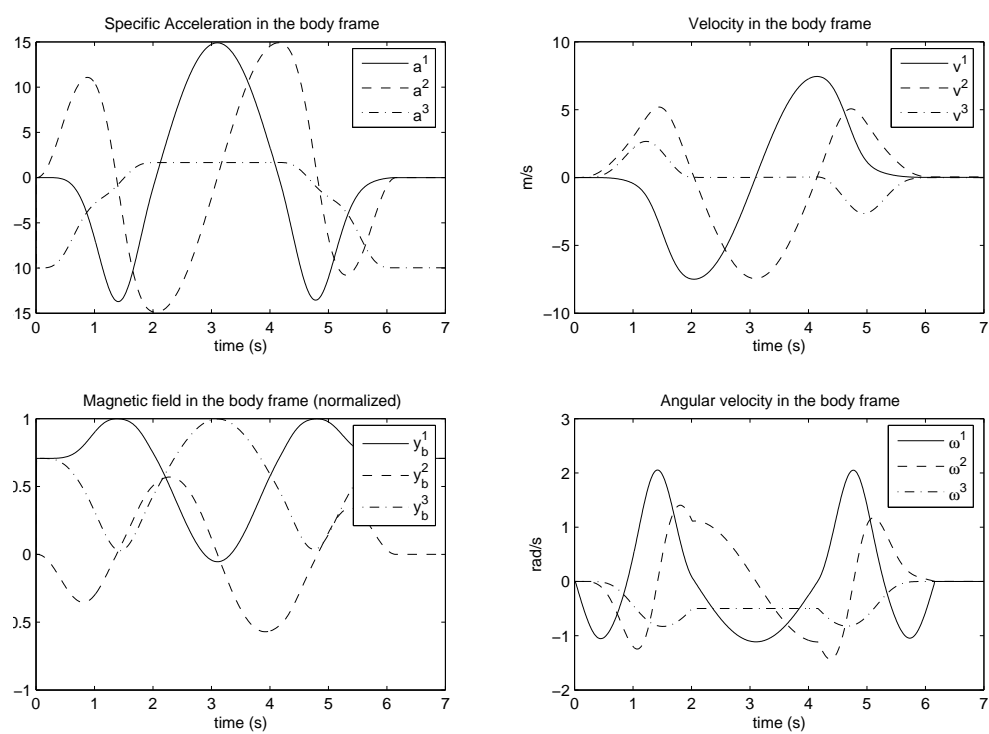 Specific Acceleration in the body frame
15
10
5
0
−5
10
15
0 1 2 3 4 5 6 7
time (s)
a1
a2
a3
Velocity in the body frame
10
5
0
−5
−10
m/s
0 1 2 3 4 5 6 7
time (s)
v1
v2
v3
Magnetic field in the body frame (normalized)
1
0.5
0
0.5
−1
0 1 2 3 4 5 6 7
time (s)
yb1
yb2
yb3
Angular velocity in the body frame
3
2
1
0
−1
−2
rad/s
0 1 2 3 4 5 6 7
time (s)
ω1
ω2
ω3